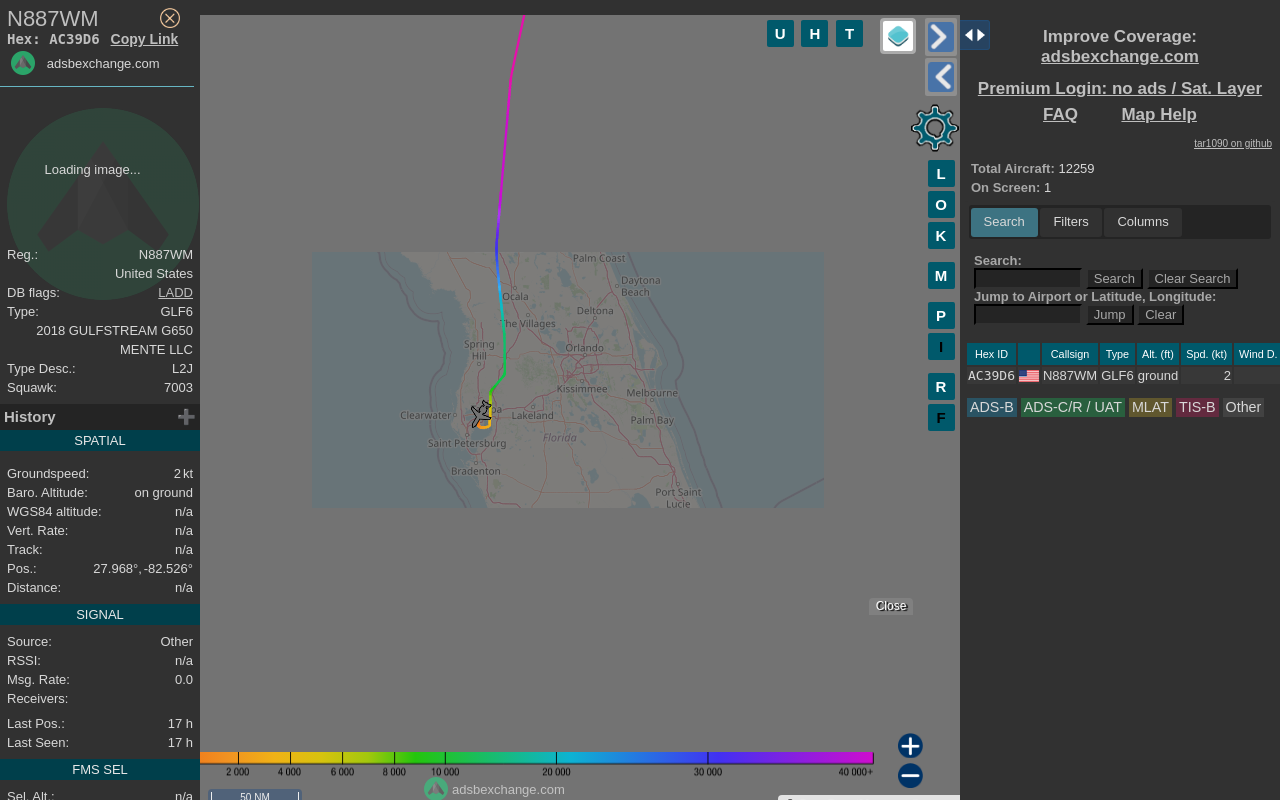 N887WM
Hex: AC39D6 Copy Link
adsbexchange.com
Loading image...
Reg.: N887WM
United States
DB flags: LADD
Type: GLF6
2018 GULFSTREAM G650
MENTE LLC
Type Desc.: L2J
Squawk: 7003
History
SPATIAL
Groundspeed: 2 kt
Baro. Altitude: on ground
WGS84 altitude: n/a
Vert. Rate: n/a
Track: n/a
Pos.: 27.968°, -82.526°
Distance: n/a
SIGNAL
Source: Other
RSSI: n/a
Msg. Rate: 0.0
Receivers:
Last Pos.: 17 h
Last Seen: 17 h
FMS SEL
Sel. Alt.: n/a
U H T
L
O
K
M
P
I
R
F
Palm Coast
Daytona
Beach
Ocala
Deltona
The Villages
Spring
Hill
Orlando
Kissimmee
Melbourne
Clearwater
Lakeland
Palm Bay
Florida
Saint Petersburg
Bradenton
Port Saint
Lucie
Close
2 000 4 000 6 000 8 000 10 000 20 000 30 000 40 000+
adsbexchange.com
50 NM
Improve Coverage:
adsbexchange.com
Premium Login: no ads / Sat. Layer
FAQ Map Help
tar1090 on github
Total Aircraft: 12259
On Screen: 1
Search Filters Columns
Search:
Search Clear Search
Jump to Airport or Latitude, Longitude:
Jump Clear
Hex ID Callsign Type Alt. (ft) Spd. (kt) Wind D.
AC39D6 N887WM GLF6 ground 2
ADS-B ADS-C/R / UAT MLAT TIS-B Other